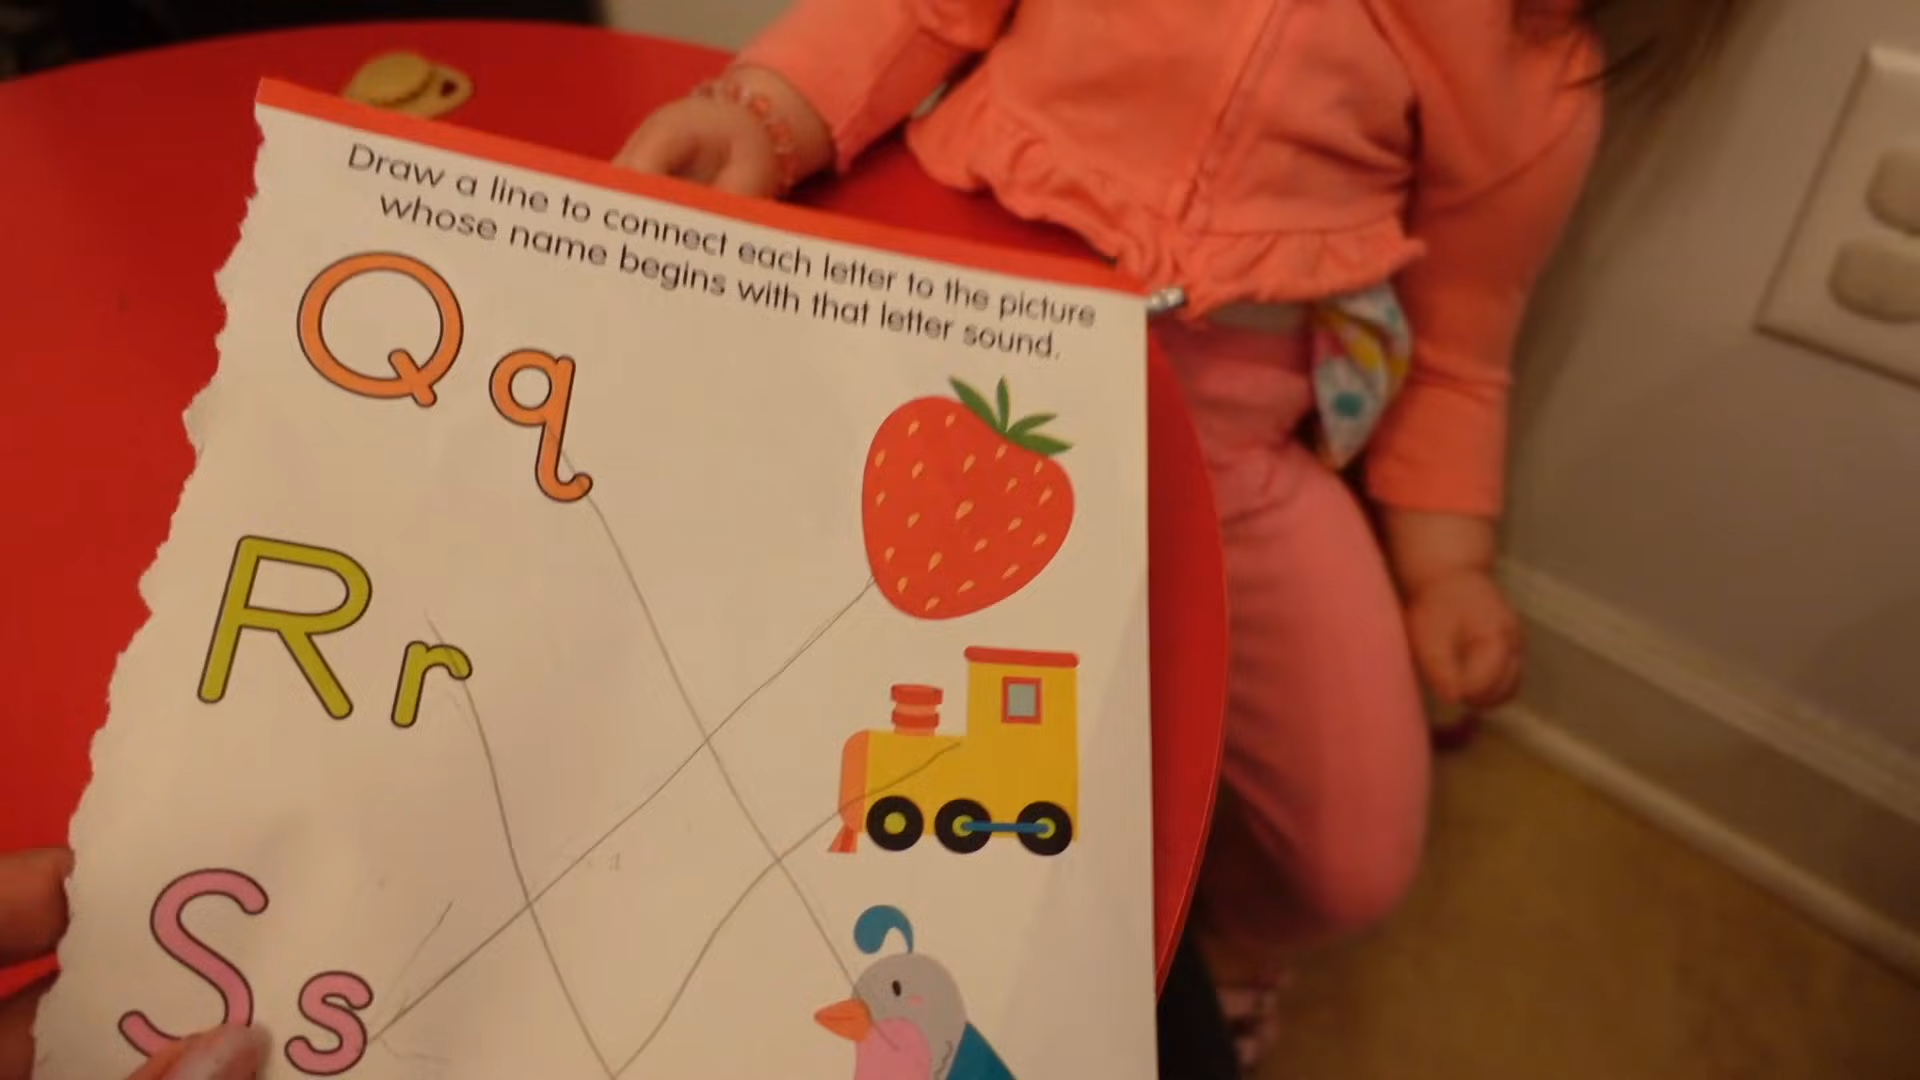 Draw a line to connect each letter to the picture
whose name begins with that letter sound.
Q q
R r
S s